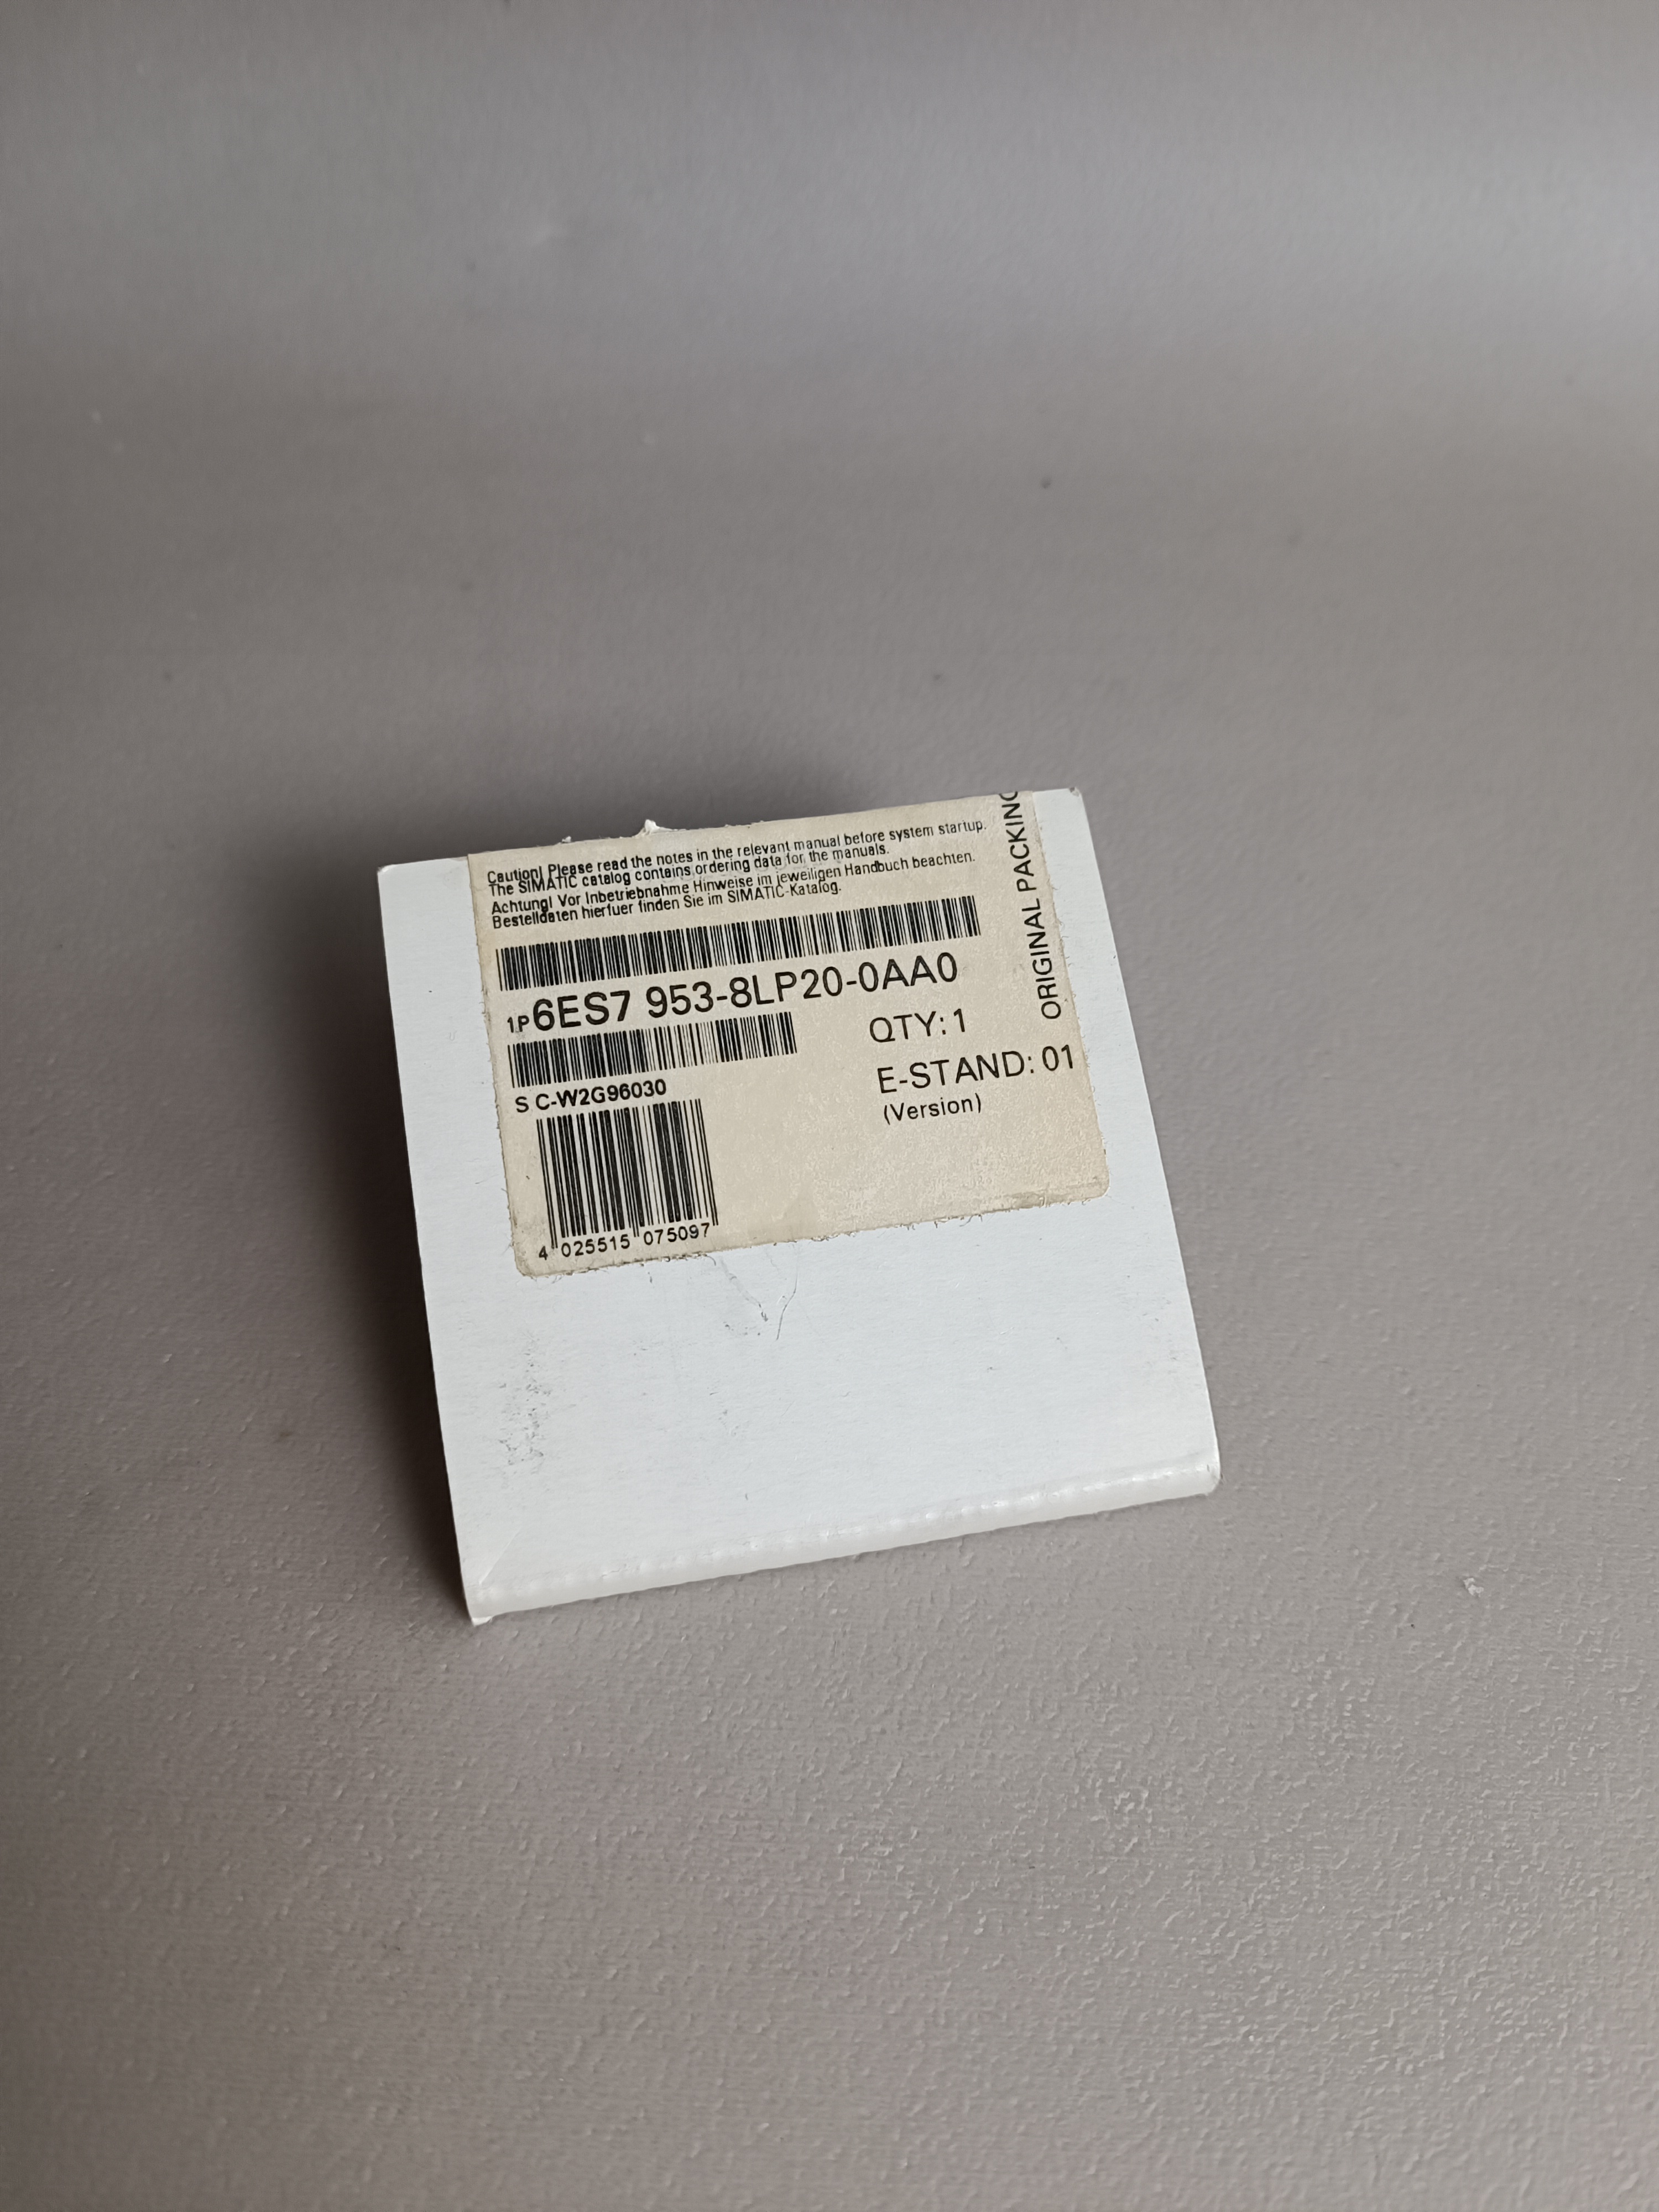 Caution! Please read the notes in the relevant manual before system startup.
The SIMATIC catalog contains ordering data for the manuals.
Achtung! Vor Inbetriebnahme Hinweise im jeweiligen Handbuch beachten.
Bestelldaten hierfuer finden Sie im SIMATIC-Katalog.
1P 6ES7 953-8LP20-0AA0
QTY: 1
S C-W2G96030
E-STAND: 01
(Version)
4 025515 075097
ORIGINAL PACKING